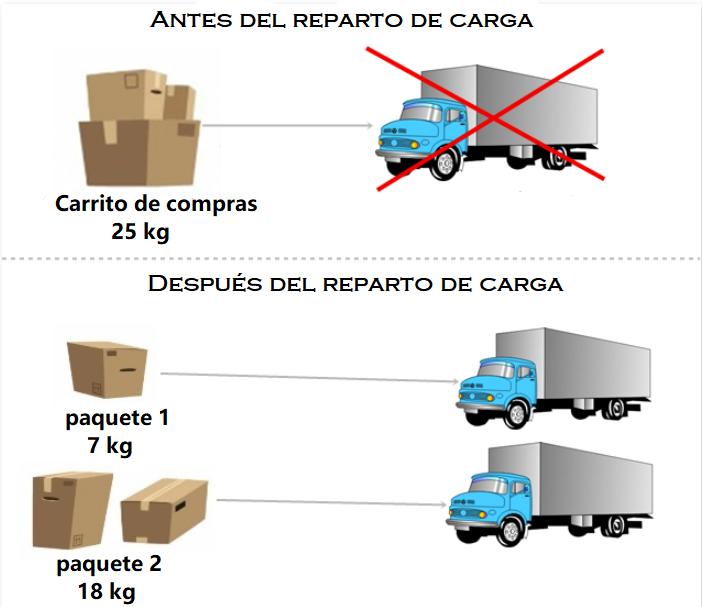 Antes del reparto de carga
Carrito de compras
25 kg
Después del reparto de carga
paquete 1
7 kg
paquete 2
18 kg